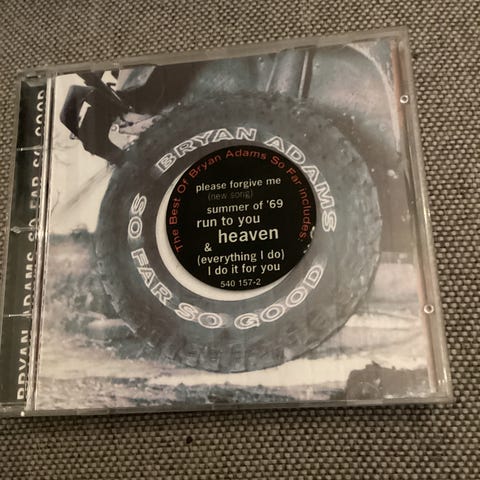 BRYAN ADAMS
SO FAR SO GOOD
The Best Of Bryan Adams So Far includes:
please forgive me
(new song)
summer of '69
run to you
heaven
&
(everything I do)
I do it for you
540 157-2
BRYAN ADAMS SO FAR SO GOOD